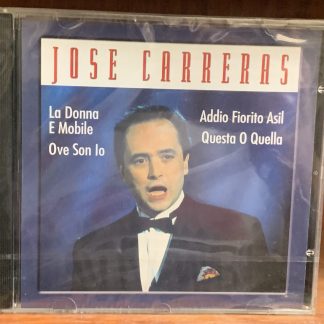 JOSE CARRERAS
La Donna
E Mobile
Ove Son Io
Addio Fiorito Asil
Questa O Quella